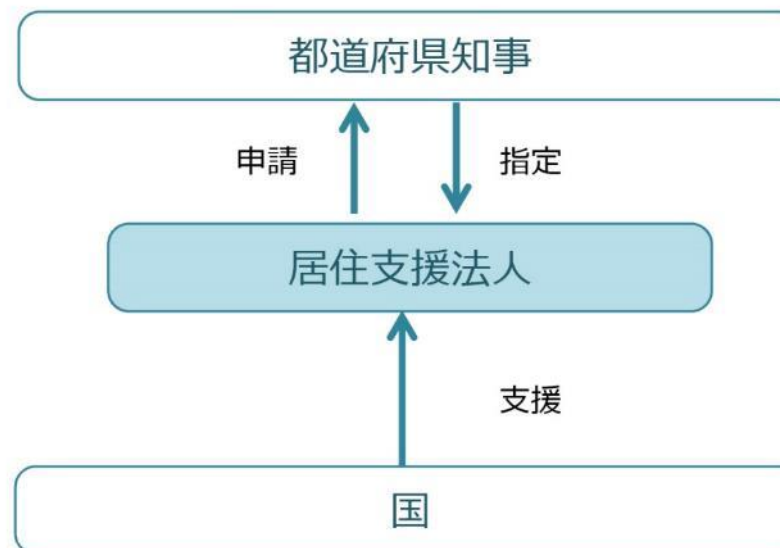 都道府県知事
申請
指定
居住支援法人
支援
国